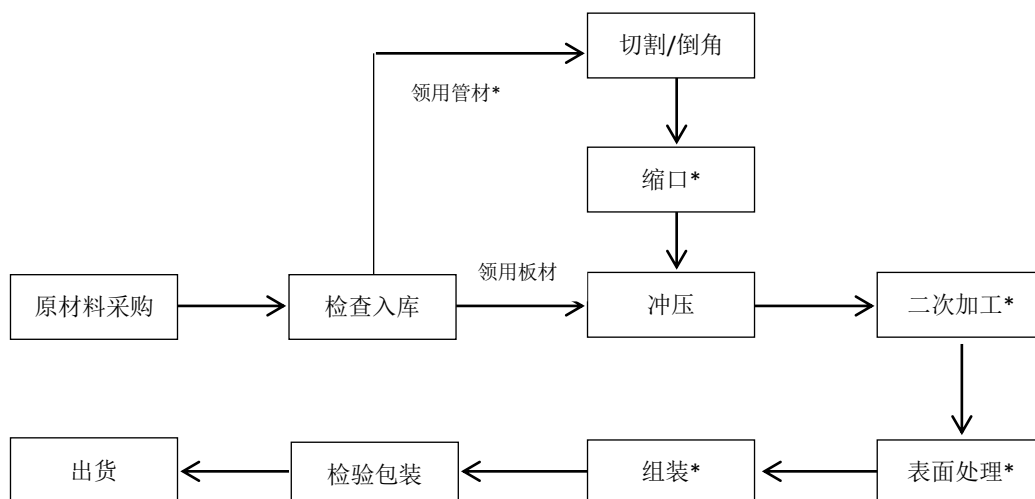 切割/倒角
领用管材*
缩口*
领用板材
原材料采购
检查入库
冲压
二次加工*
出货
检验包装
组装*
表面处理*